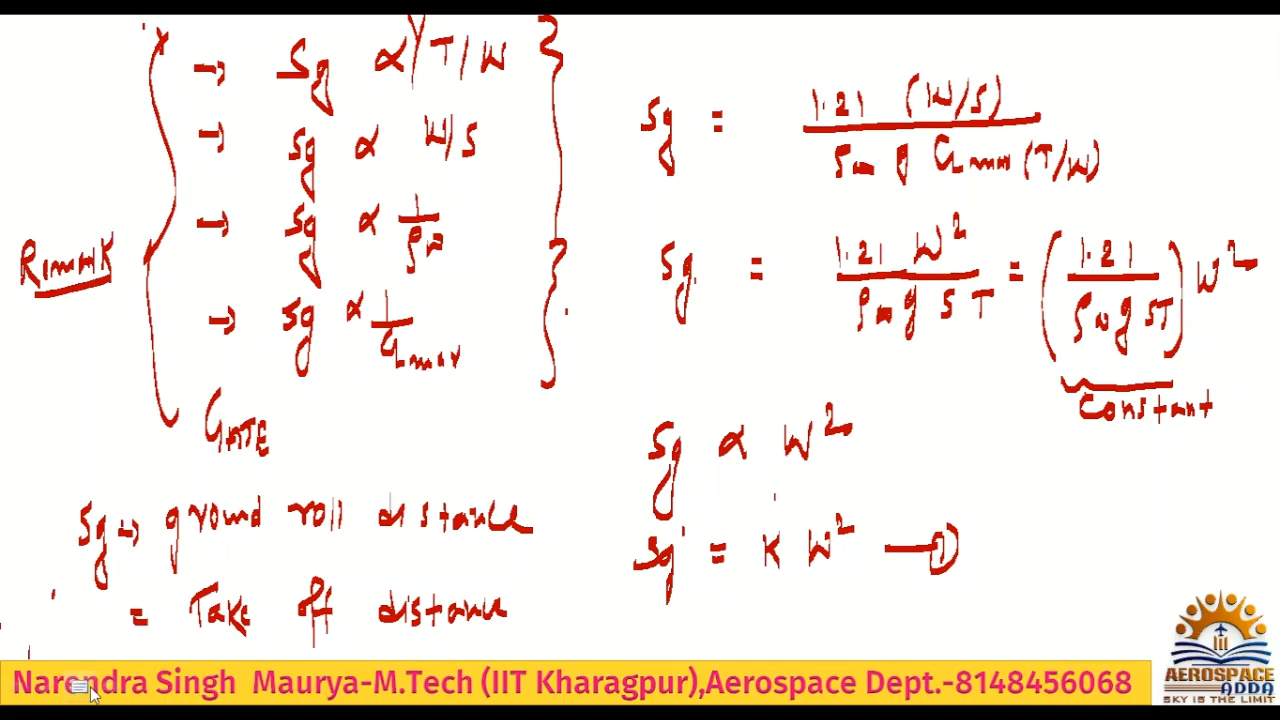 → Sg α 1/T/W
→ Sg α W/S
→ Sg α 1/ρ∞
→ Sg α 1/CLmax
Remark
GATE
Sg → ground roll distance
= Take off distance
Sg = 1.21 (W/S) / ρ∞ g CLmax (T/W)
Sg = 1.21 W² / ρ∞ g S T = (1.21 / ρ∞ g ST) W²
Constant
Sg α W²
Sg = K W² — ①
Narendra Singh Maurya-M.Tech (IIT Kharagpur),Aerospace Dept.-8148456068
AEROSPACE
ADDA
SKY IS THE LIMIT